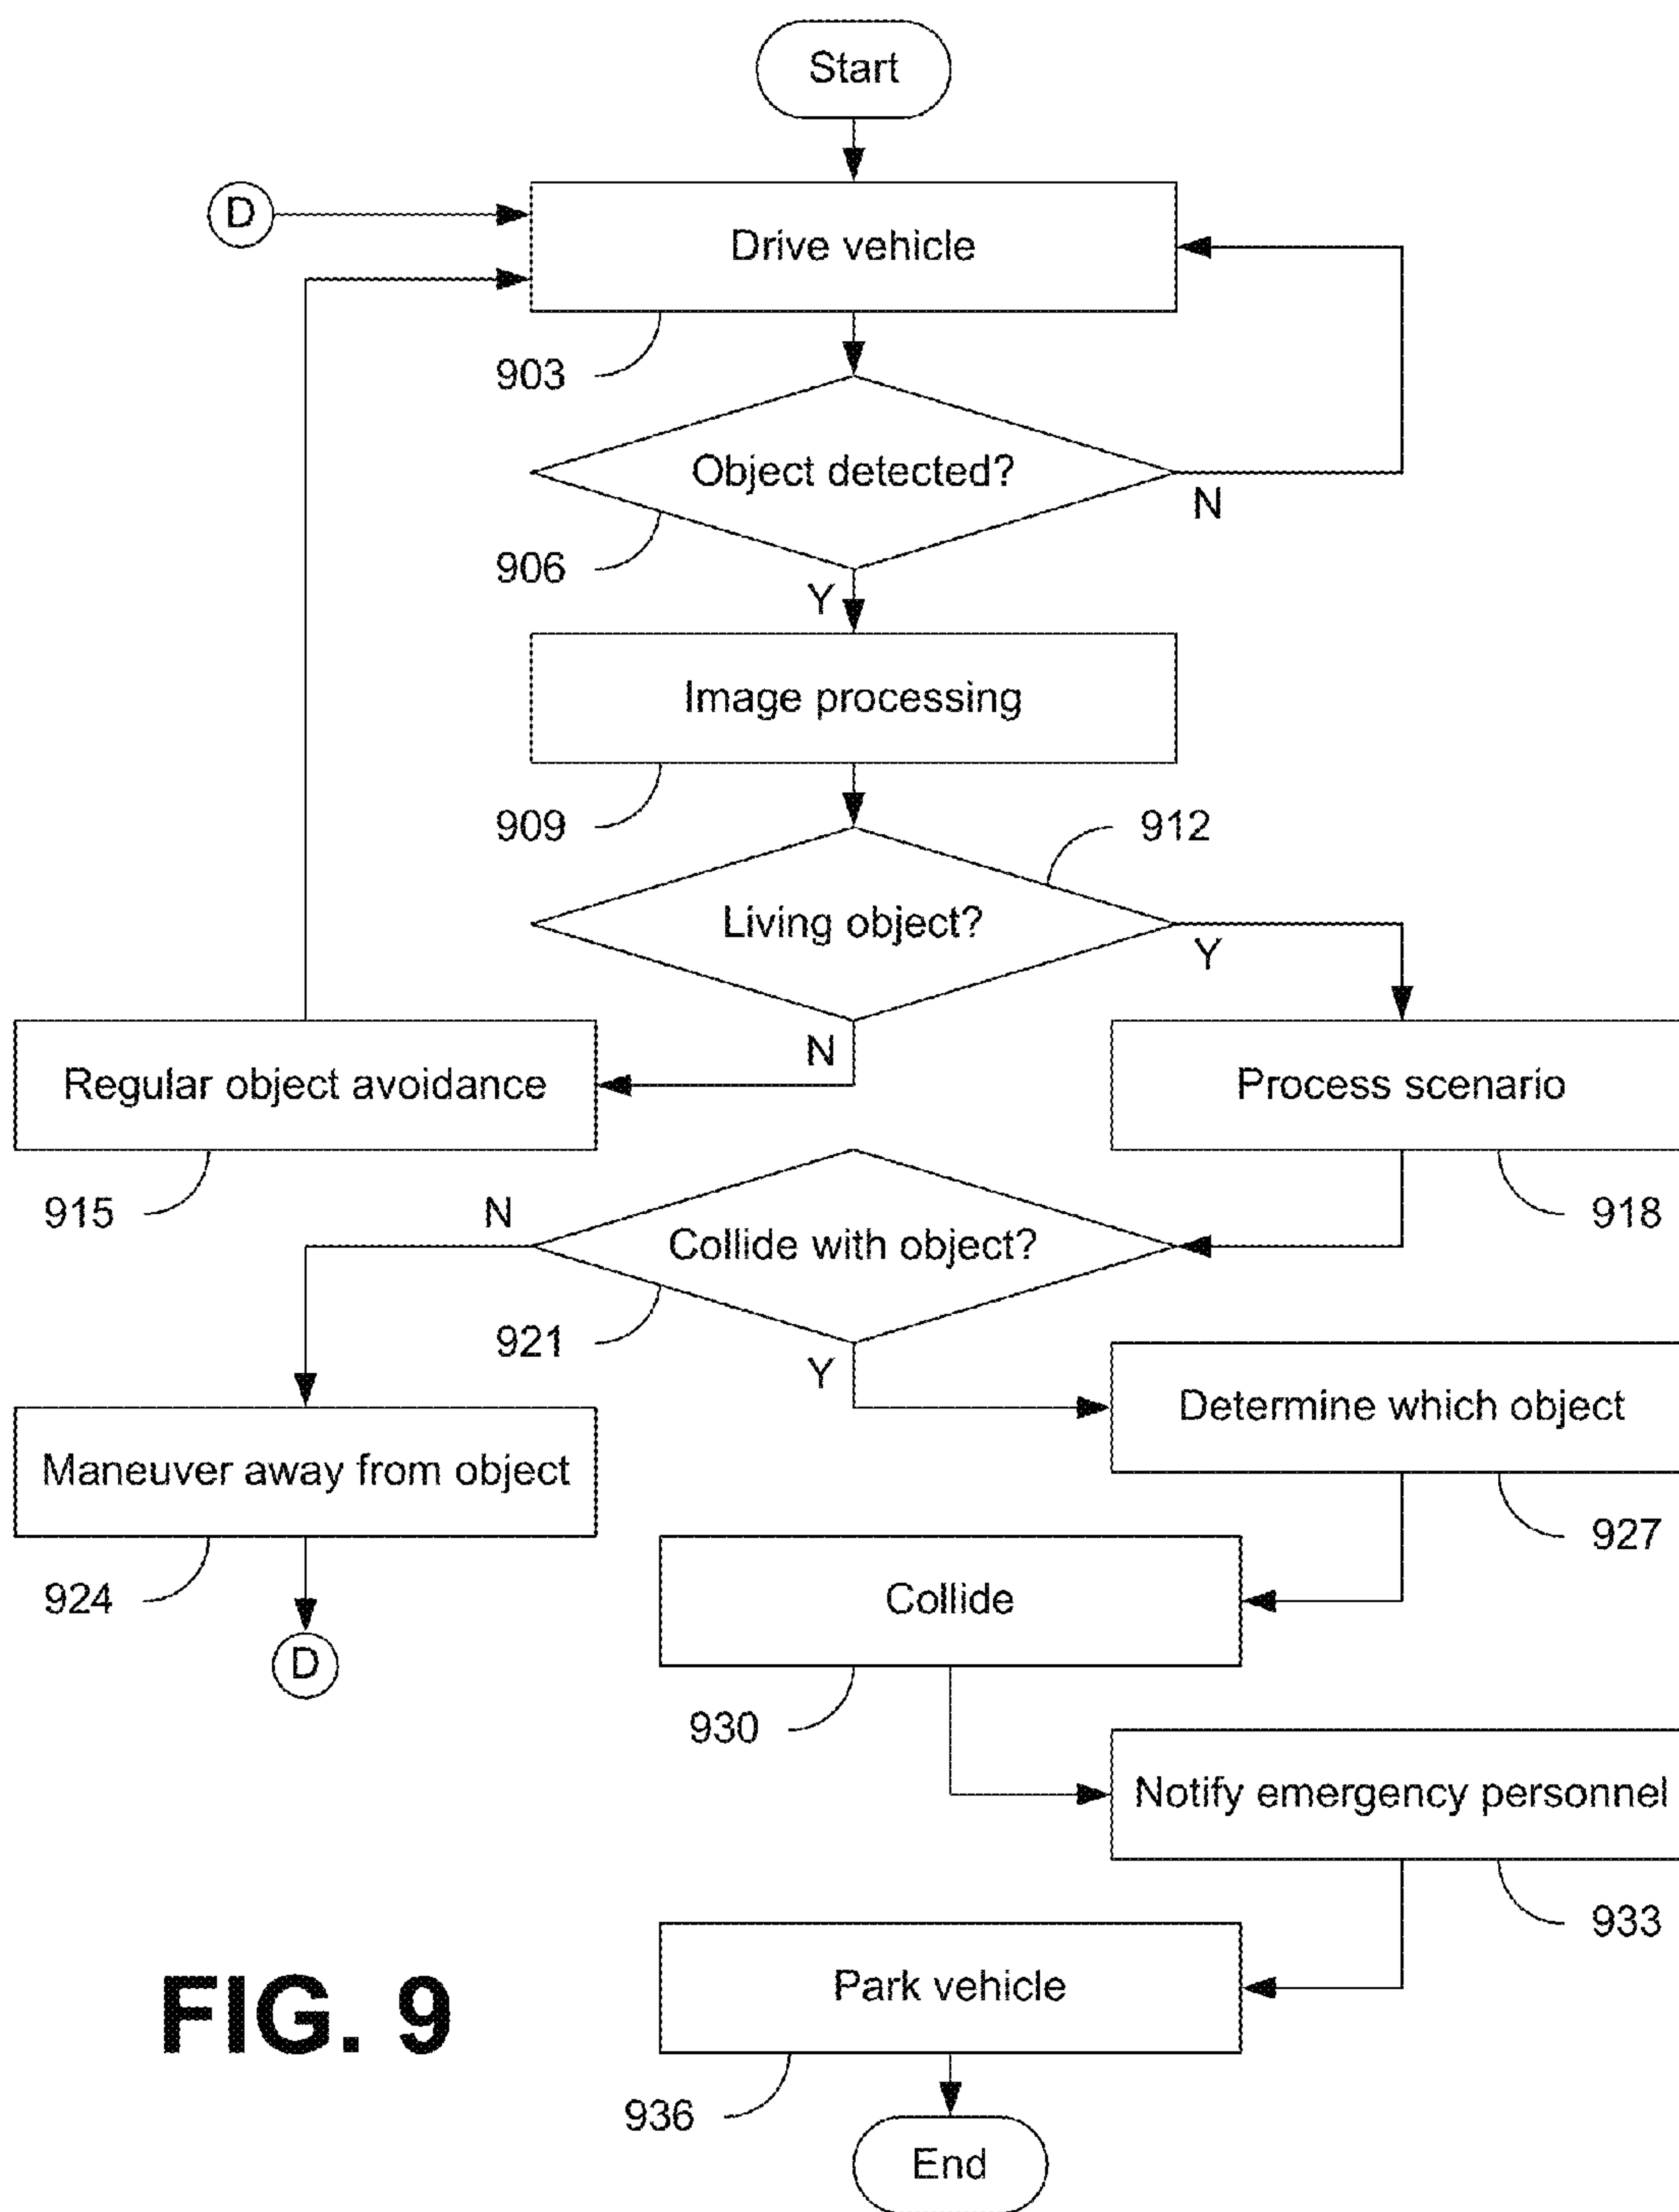 Start
D
Drive vehicle
903
Object detected?
N
906
Y
Image processing
909
912
Living object?
Y
N
Regular object avoidance
Process scenario
915
N
918
Collide with object?
921
Y
Determine which object
Maneuver away from object
927
924
Collide
D
930
Notify emergency personnel
933
Park vehicle
FIG. 9
936
End